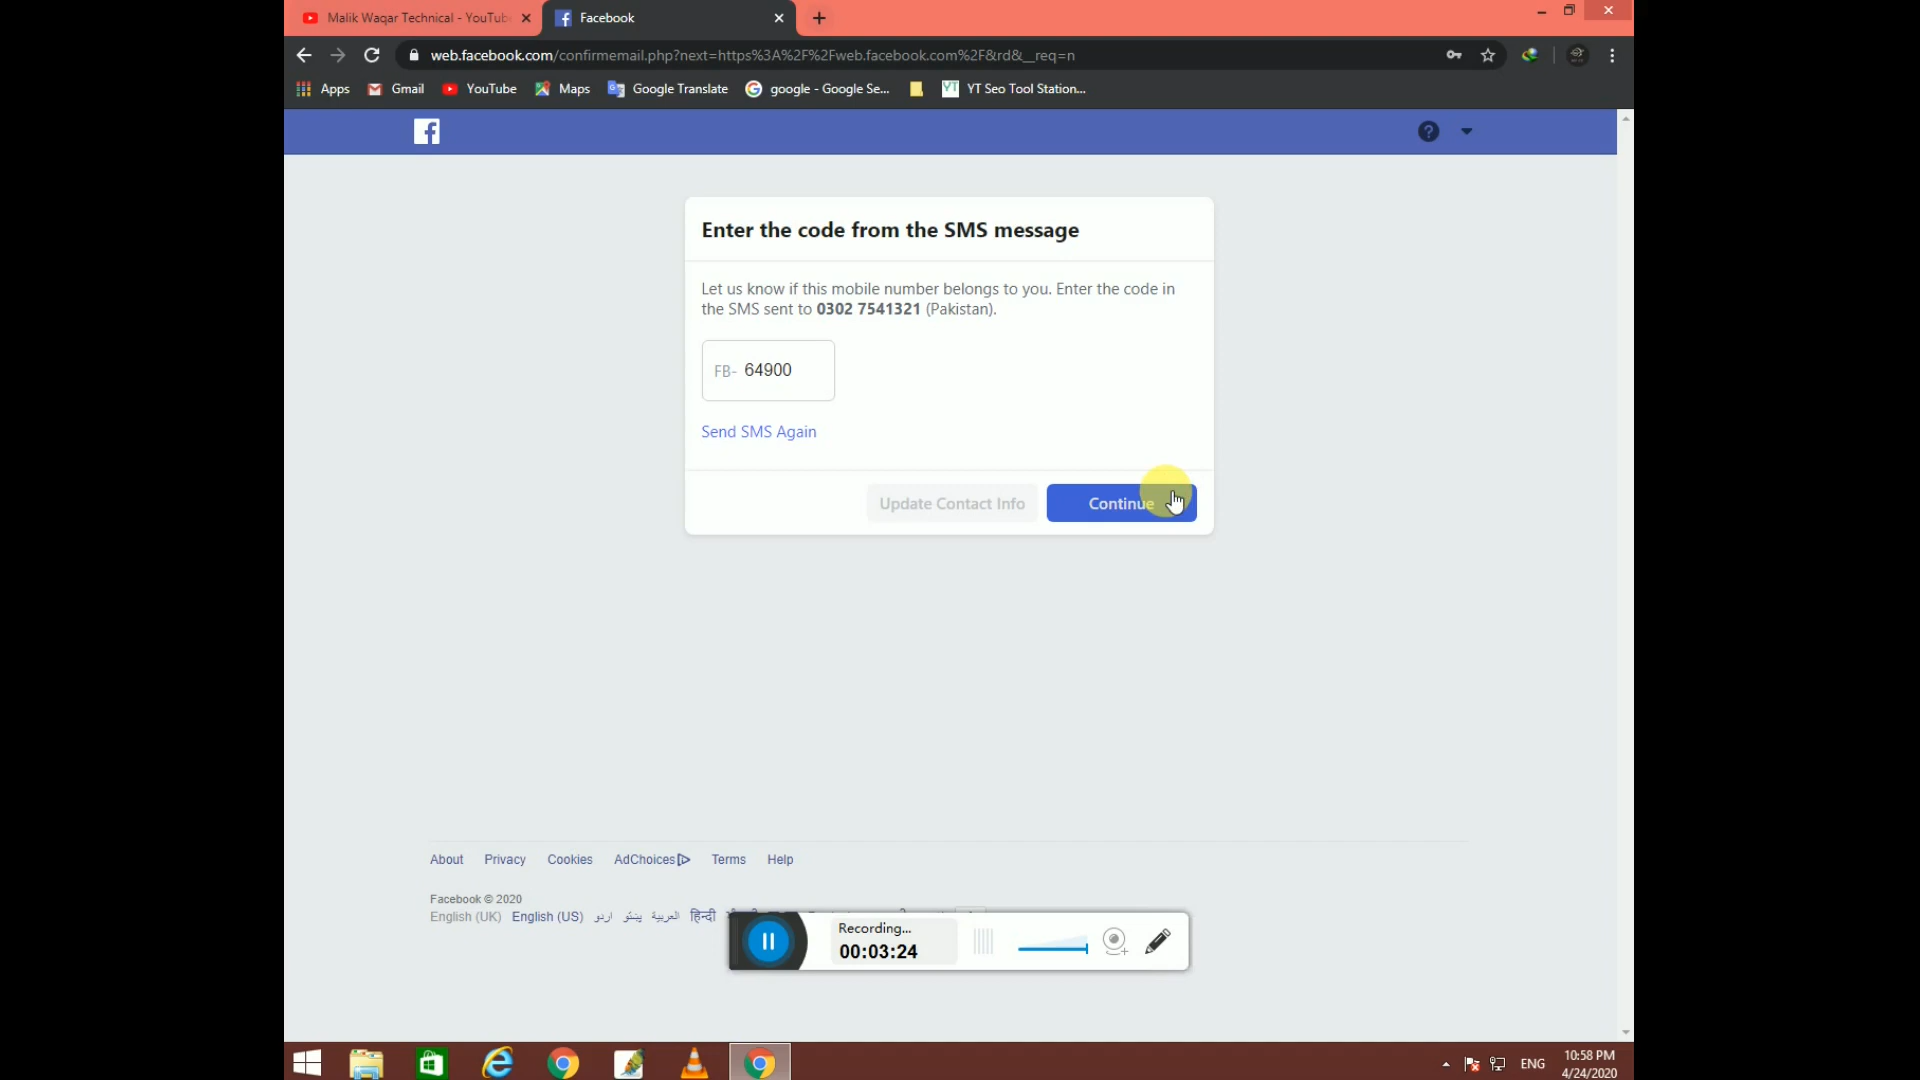 Malik Waqar Technical - YouTub
Facebook
web.facebook.com/confirmemail.php?next=https%3A%2F%2Fweb.facebook.com%2F&rd&__req=n
Apps
Gmail
YouTube
Maps
Google Translate
google - Google Se...
YT Seo Tool Station...
Enter the code from the SMS message
Let us know if this mobile number belongs to you. Enter the code in
the SMS sent to 0302 7541321 (Pakistan).
FB- 64900
Send SMS Again
Update Contact Info
Continue
About Privacy Cookies AdChoices Terms Help
Facebook © 2020
English (UK) English (US) اردو پښتو العربية हिन्दी
Recording...
00:03:24
ENG
10:58 PM
4/24/2020